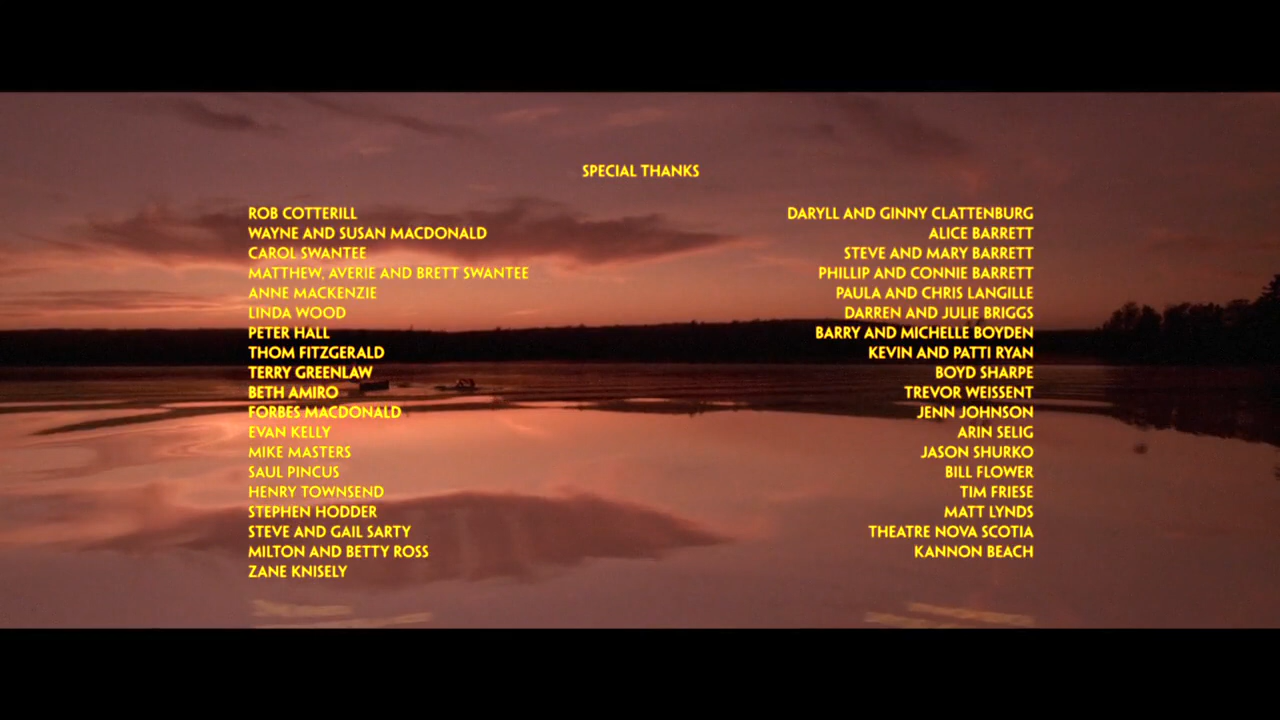 SPECIAL THANKS
ROB COTTERILL
WAYNE AND SUSAN MACDONALD
CAROL SWANTEE
MATTHEW, AVERIE AND BRETT SWANTEE
ANNE MACKENZIE
LINDA WOOD
PETER HALL
THOM FITZGERALD
TERRY GREENLAW
BETH AMIRO
FORBES MACDONALD
EVAN KELLY
MIKE MASTERS
SAUL PINCUS
HENRY TOWNSEND
STEPHEN HODDER
STEVE AND GAIL SARTY
MILTON AND BETTY ROSS
ZANE KNISELY
DARYLL AND GINNY CLATTENBURG
ALICE BARRETT
STEVE AND MARY BARRETT
PHILLIP AND CONNIE BARRETT
PAULA AND CHRIS LANGILLE
DARREN AND JULIE BRIGGS
BARRY AND MICHELLE BOYDEN
KEVIN AND PATTI RYAN
BOYD SHARPE
TREVOR WEISSENT
JENN JOHNSON
ARIN SELIG
JASON SHURKO
BILL FLOWER
TIM FRIESE
MATT LYNDS
THEATRE NOVA SCOTIA
KANNON BEACH